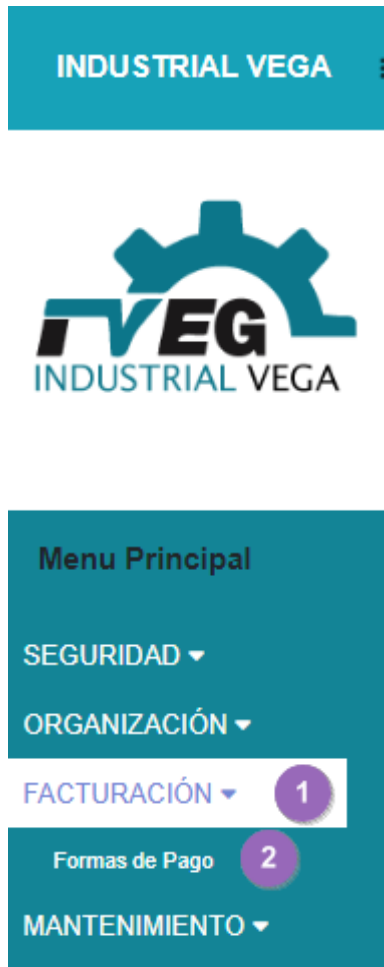 INDUSTRIAL VEGA
IVEG
INDUSTRIAL VEGA
Menu Principal
SEGURIDAD
ORGANIZACIÓN
FACTURACIÓN 1
Formas de Pago 2
MANTENIMIENTO